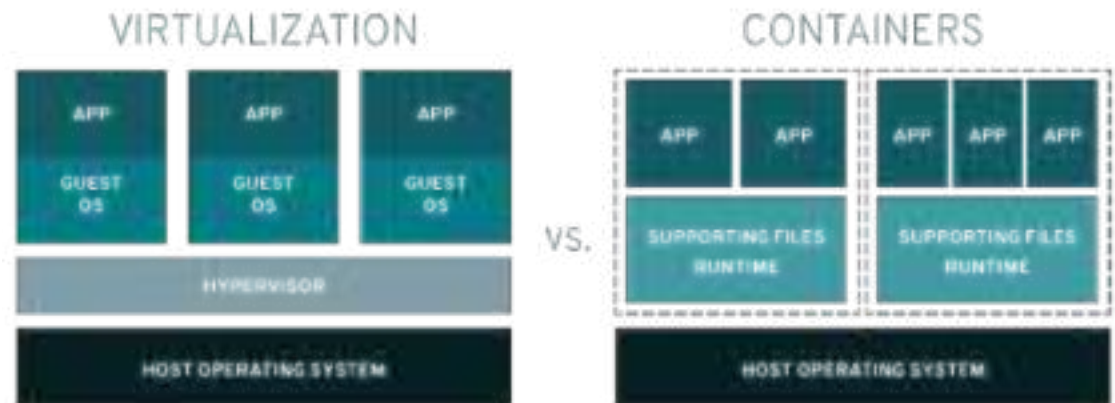 VIRTUALIZATION
APP
APP
APP
GUEST
OS
GUEST
OS
GUEST
OS
HYPERVISOR
HOST OPERATING SYSTEM
VS.
CONTAINERS
APP
APP
APP
APP
APP
SUPPORTING FILES
RUNTIME
SUPPORTING FILES
RUNTIME
HOST OPERATING SYSTEM